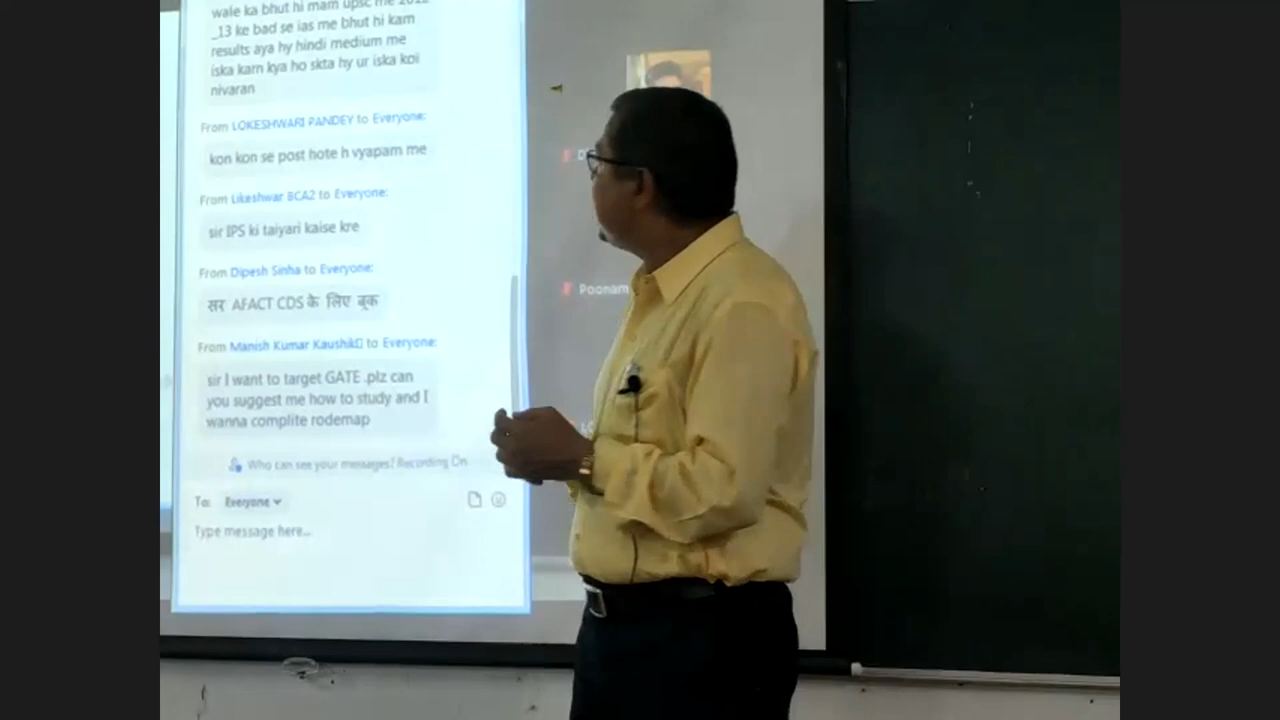 wale ka bhut hi mam upsc me 2012
_13 ke bad se ias me bhut hi kam
results aya hy hindi medium me
iska karn kya ho skta hy ur iska koi
nivaran
From LOKESHWARI PANDEY to Everyone:
kon kon se post hote h vyapam me
From Likeshwar BCA2 to Everyone:
sir IPS ki taiyari kaise kre
From Dipesh Sinha to Everyone:
सर AFACT CDS के लिए बूक
From Manish Kumar Kaushik to Everyone:
sir I want to target GATE .plz can
you suggest me how to study and I
wanna complite rodemap
Who can see your messages? Recording On
To: Everyone
Type message here...
Poonam